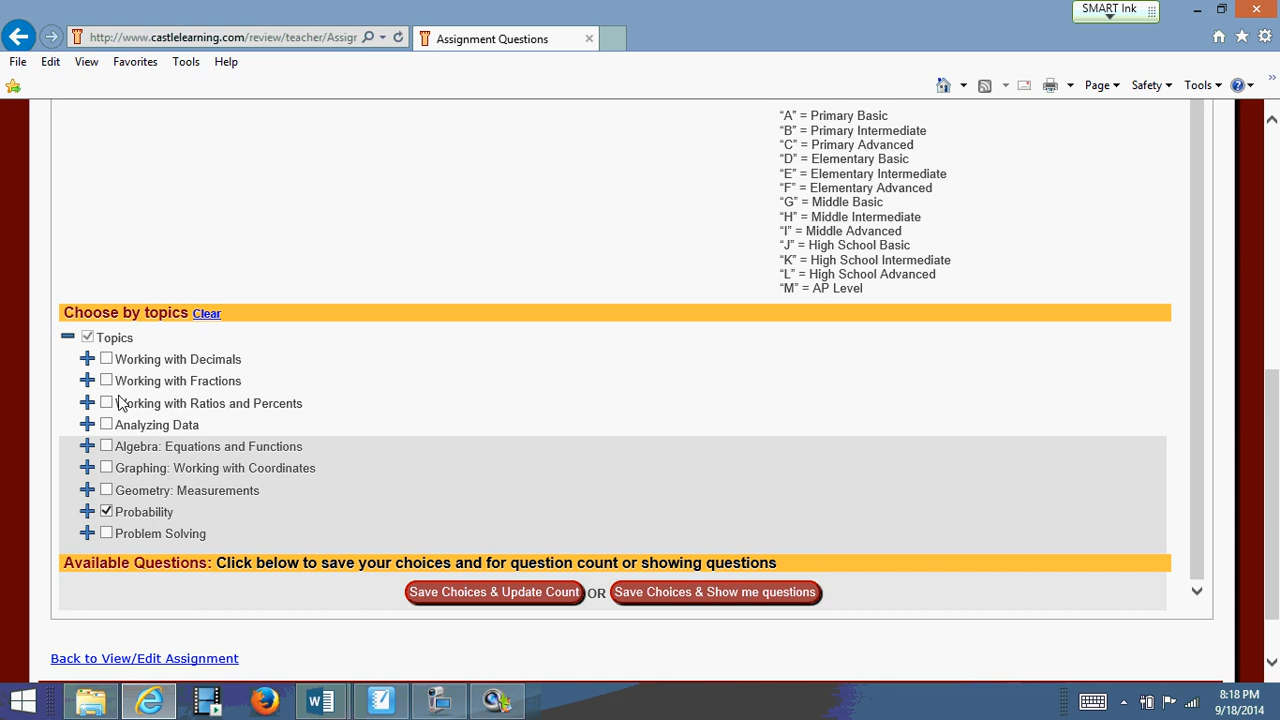 SMART Ink
http://www.castlelearning.com/review/teacher/Assigr
Assignment Questions
File Edit View Favorites Tools Help
Page Safety Tools
"A" = Primary Basic
"B" = Primary Intermediate
"C" = Primary Advanced
"D" = Elementary Basic
"E" = Elementary Intermediate
"F" = Elementary Advanced
"G" = Middle Basic
"H" = Middle Intermediate
"I" = Middle Advanced
"J" = High School Basic
"K" = High School Intermediate
"L" = High School Advanced
"M" = AP Level
Choose by topics Clear
Topics
Working with Decimals
Working with Fractions
Working with Ratios and Percents
Analyzing Data
Algebra: Equations and Functions
Graphing: Working with Coordinates
Geometry: Measurements
Probability
Problem Solving
Available Questions: Click below to save your choices and for question count or showing questions
Save Choices & Update Count OR Save Choices & Show me questions
Back to View/Edit Assignment
8:18 PM
9/18/2014